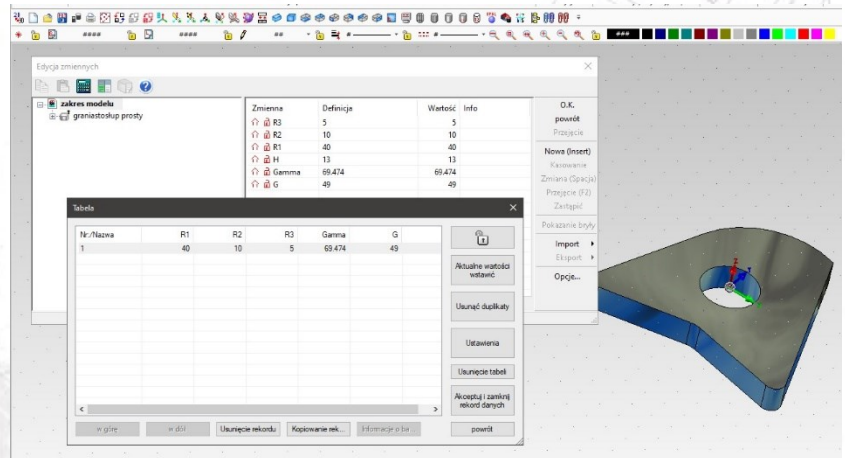 #### #### ## # # ###
Edycja zmiennych
zakres modelu
graniastosłup prosty
Zmienna Definicja Wartość Info
R3 5 5
R2 10 10
R1 40 40
H 13 13
Gamma 69.474 69.474
G 49 49
O.K.
powrót
Przejęcie
Nowa (Insert)
Kasowanie
Zmiana (Spacja)
Przejęcie (F2)
Zastąpić
Pokazanie bryły
Import
Eksport
Opcje...
Tabela
Nr./Nazwa R1 R2 R3 Gamma G
1 40 10 5 69.474 49
Aktualne wartości
wstawić
Usunąć duplikaty
Ustawienia
Usunięcie tabeli
Akceptuj i zamknij
rekord danych
w górę w dół Usunięcie rekordu Kopiowanie rek... Informacje o ba... powrót